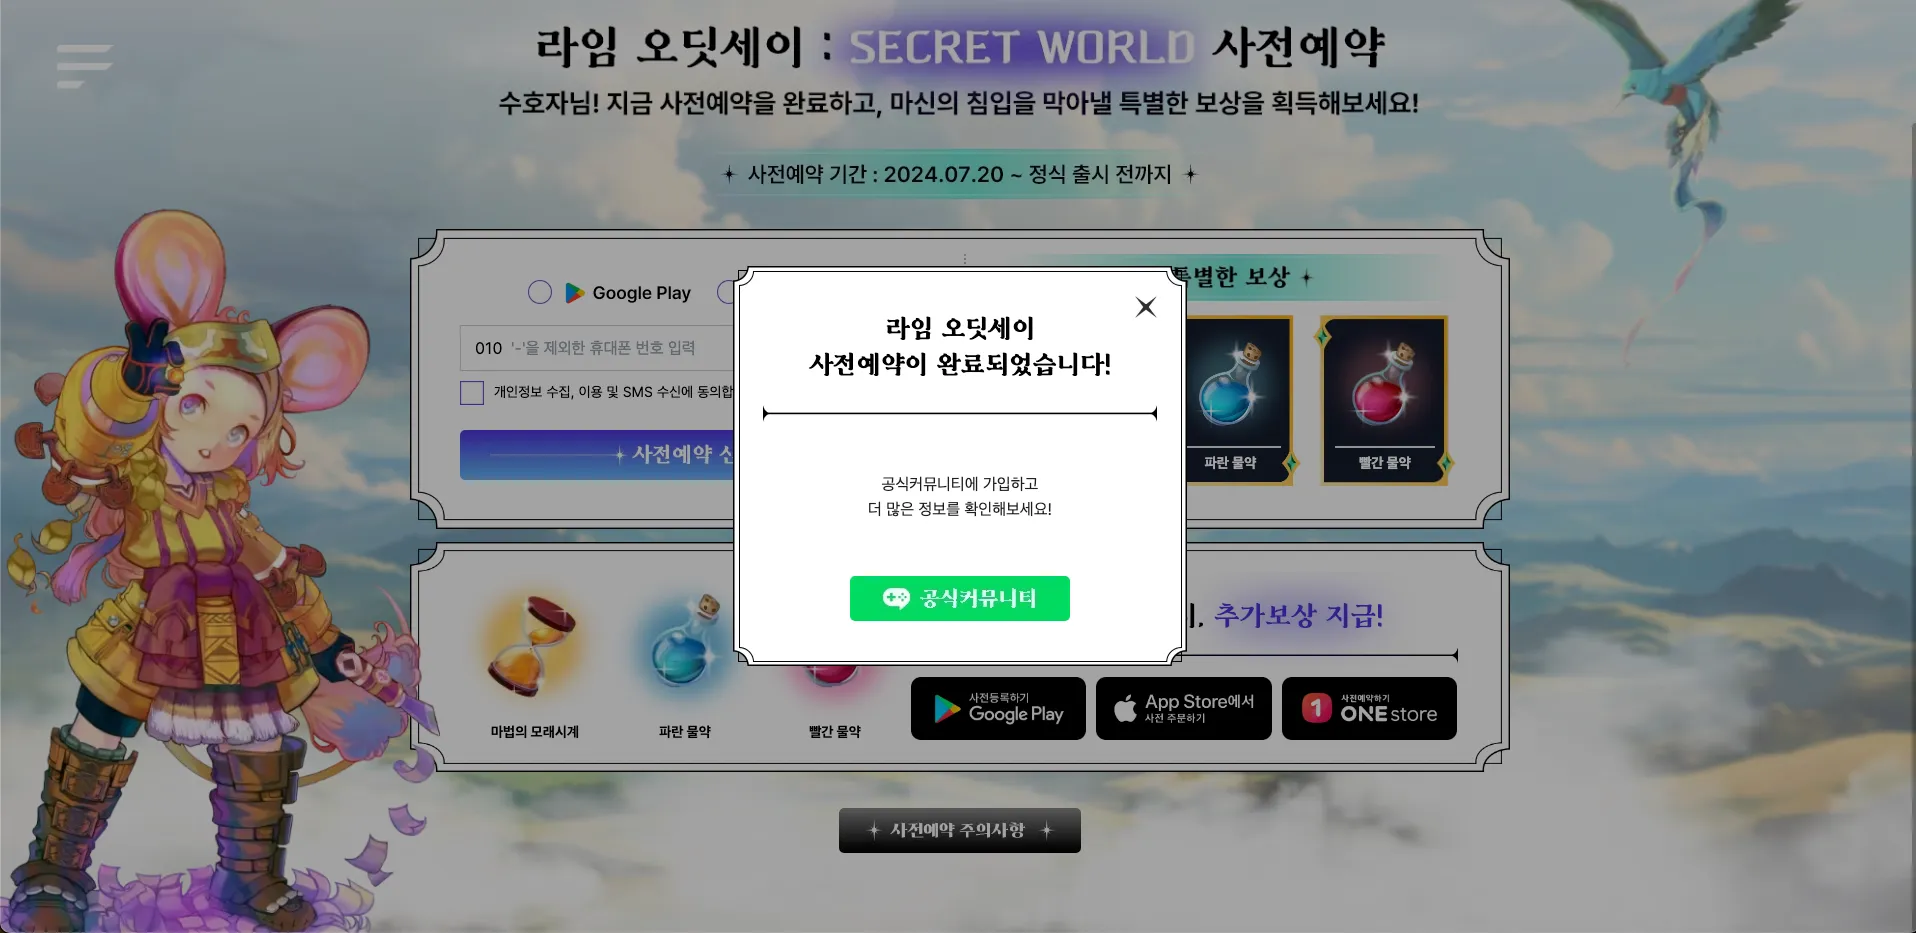 라임 오딧세이 : SECRET WORLD 사전예약
수호자님! 지금 사전예약을 완료하고, 마신의 침입을 막아낼 특별한 보상을 획득해보세요!
사전예약 기간 : 2024.07.20 ~ 정식 출시 전까지
Google Play
010 '-'을 제외한 휴대폰 번호 입력
개인정보 수집, 이용 및 SMS 수신에 동의합
사전예약 신
특별한 보상
파란 물약
빨간 물약
라임 오딧세이
사전예약이 완료되었습니다!
공식커뮤니티에 가입하고
더 많은 정보를 확인해보세요!
공식커뮤니티
마법의 모래시계
파란 물약
빨간 물약
추가보상 지급!
사전등록하기
Google Play
App Store에서
사전 주문하기
사전예약하기
ONE store
사전예약 주의사항